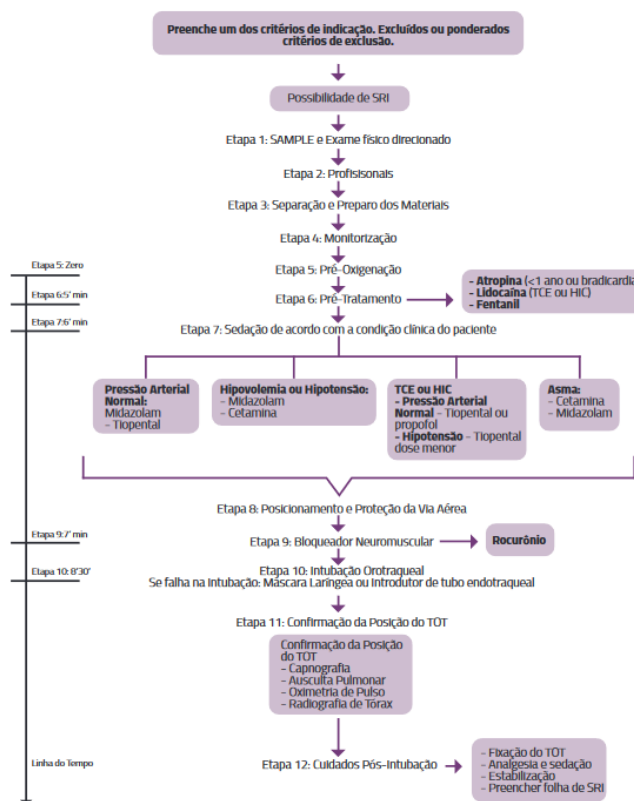 Preenche um dos critérios de indicação. Excluídos ou ponderados
critérios de exclusão.
Possibilidade de SRI
Etapa 1: SAMPLE e Exame físico direcionado
Etapa 2: Profisisonais
Etapa 3: Separação e Preparo dos Materiais
Etapa 4: Monitorização
Etapa 5: Zero
Etapa 5: Pré-Oxigenação
Etapa 6:5' min
Etapa 6: Pré-Tratamento
- Atropina (<1 ano ou bradicardia
- Lidocaína (TCE ou HIC)
- Fentanil
Etapa 7:6' min
Etapa 7: Sedação de acordo com a condição clínica do paciente
Pressão Arterial
Normal:
Midazolam
- Tiopental
Hipovolemia ou Hipotensão:
- Midazolam
- Cetamina
TCE ou HIC
- Pressão Arterial
Normal - Tiopental ou
propofol
- Hipotensão - Tiopental
dose menor
Asma:
- Cetamina
- Midazolam
Etapa 8: Posicionamento e Proteção da Via Aérea
Etapa 9:7' min
Etapa 9: Bloqueador Neuromuscular
Rocurônio
Etapa 10: 8'30'
Etapa 10: Intubação Orotraqueal
Se falha na Intubação: Máscara Laríngea ou Introdutor de tubo endotraqueal
Etapa 11: Confirmação da Posição do TOT
Confirmação da Posição
do TOT
- Capnografia
- Ausculta Pulmonar
- Oximetria de Pulso
- Radiografia de Tórax
Linha do Tempo
Etapa 12: Cuidados Pós-Intubação
- Fixação do TOT
- Analgesia e sedação
- Estabilização
- Preencher folha de SRI